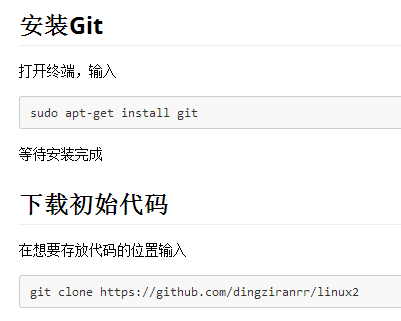 安装Git
打开终端，输入
sudo apt-get install git
等待安装完成
下载初始代码
在想要存放代码的位置输入
git clone https://github.com/dingziranrr/linux2